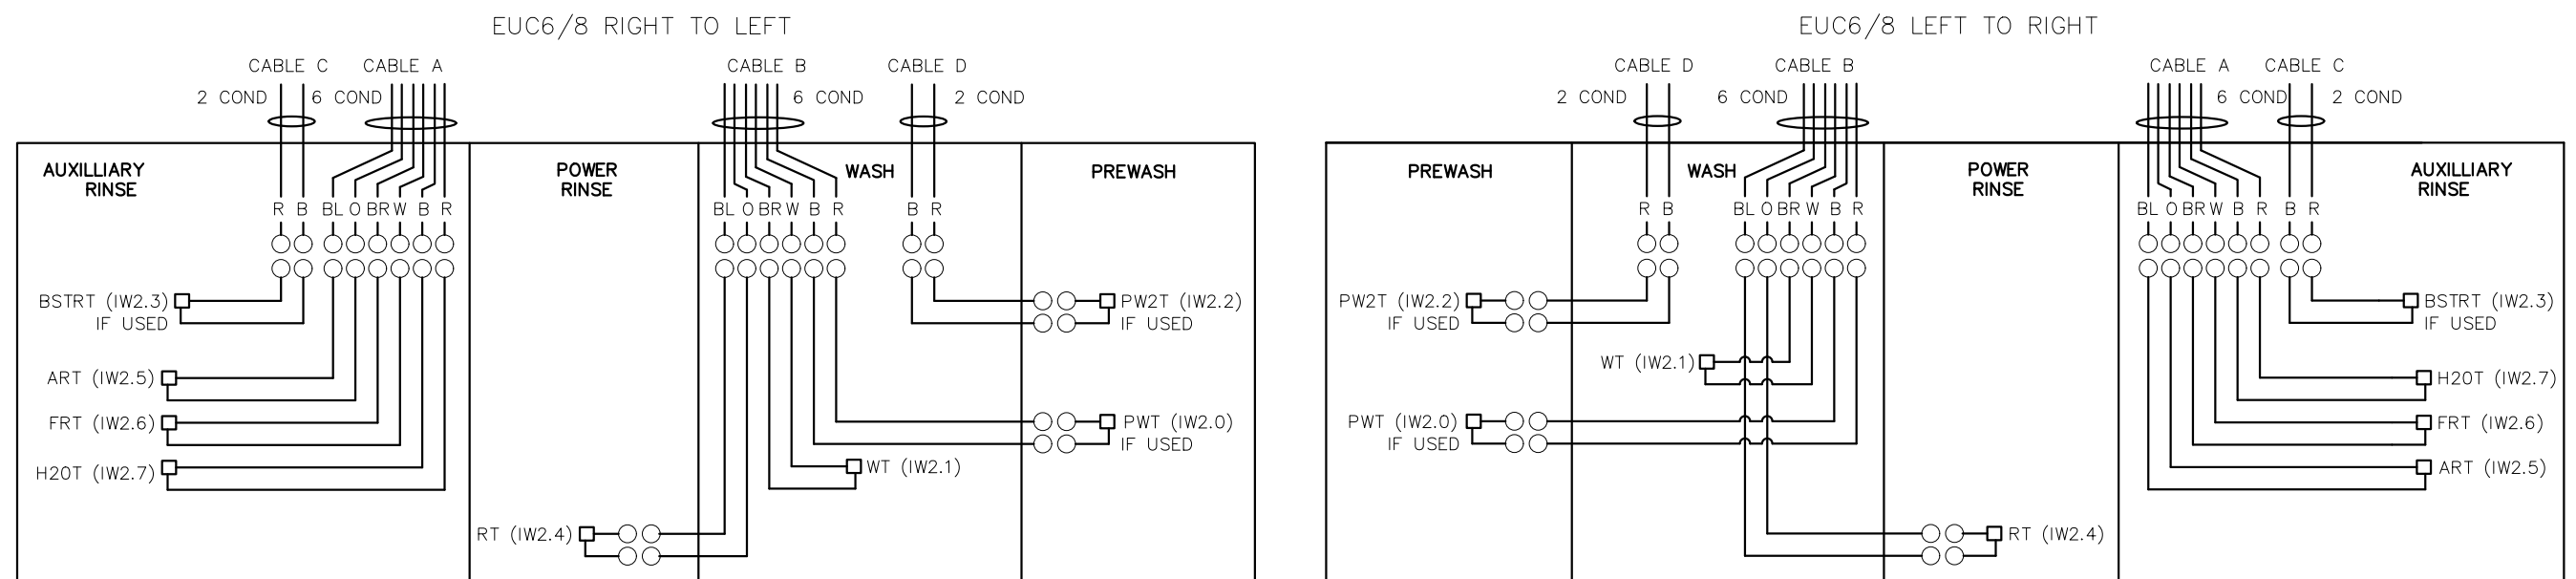 EUC6/8 RIGHT TO LEFT
CABLE C
CABLE A
CABLE B
CABLE D
2 COND
6 COND
6 COND
2 COND
AUXILLIARY
RINSE
POWER
RINSE
WASH
PREWASH
R B BL O BR W B R
BL O BR W B R
B R
BSTRT (IW2.3)
IF USED
PW2T (IW2.2)
IF USED
ART (IW2.5)
FRT (IW2.6)
PWT (IW2.0)
IF USED
H20T (IW2.7)
WT (IW2.1)
RT (IW2.4)
EUC6/8 LEFT TO RIGHT
CABLE D
CABLE B
CABLE A
CABLE C
2 COND
6 COND
6 COND
2 COND
PREWASH
WASH
POWER
RINSE
AUXILLIARY
RINSE
R B
BL O BR W B R
BL O BR W B R B R
PW2T (IW2.2)
IF USED
BSTRT (IW2.3)
IF USED
WT (IW2.1)
H20T (IW2.7)
PWT (IW2.0)
IF USED
FRT (IW2.6)
ART (IW2.5)
RT (IW2.4)